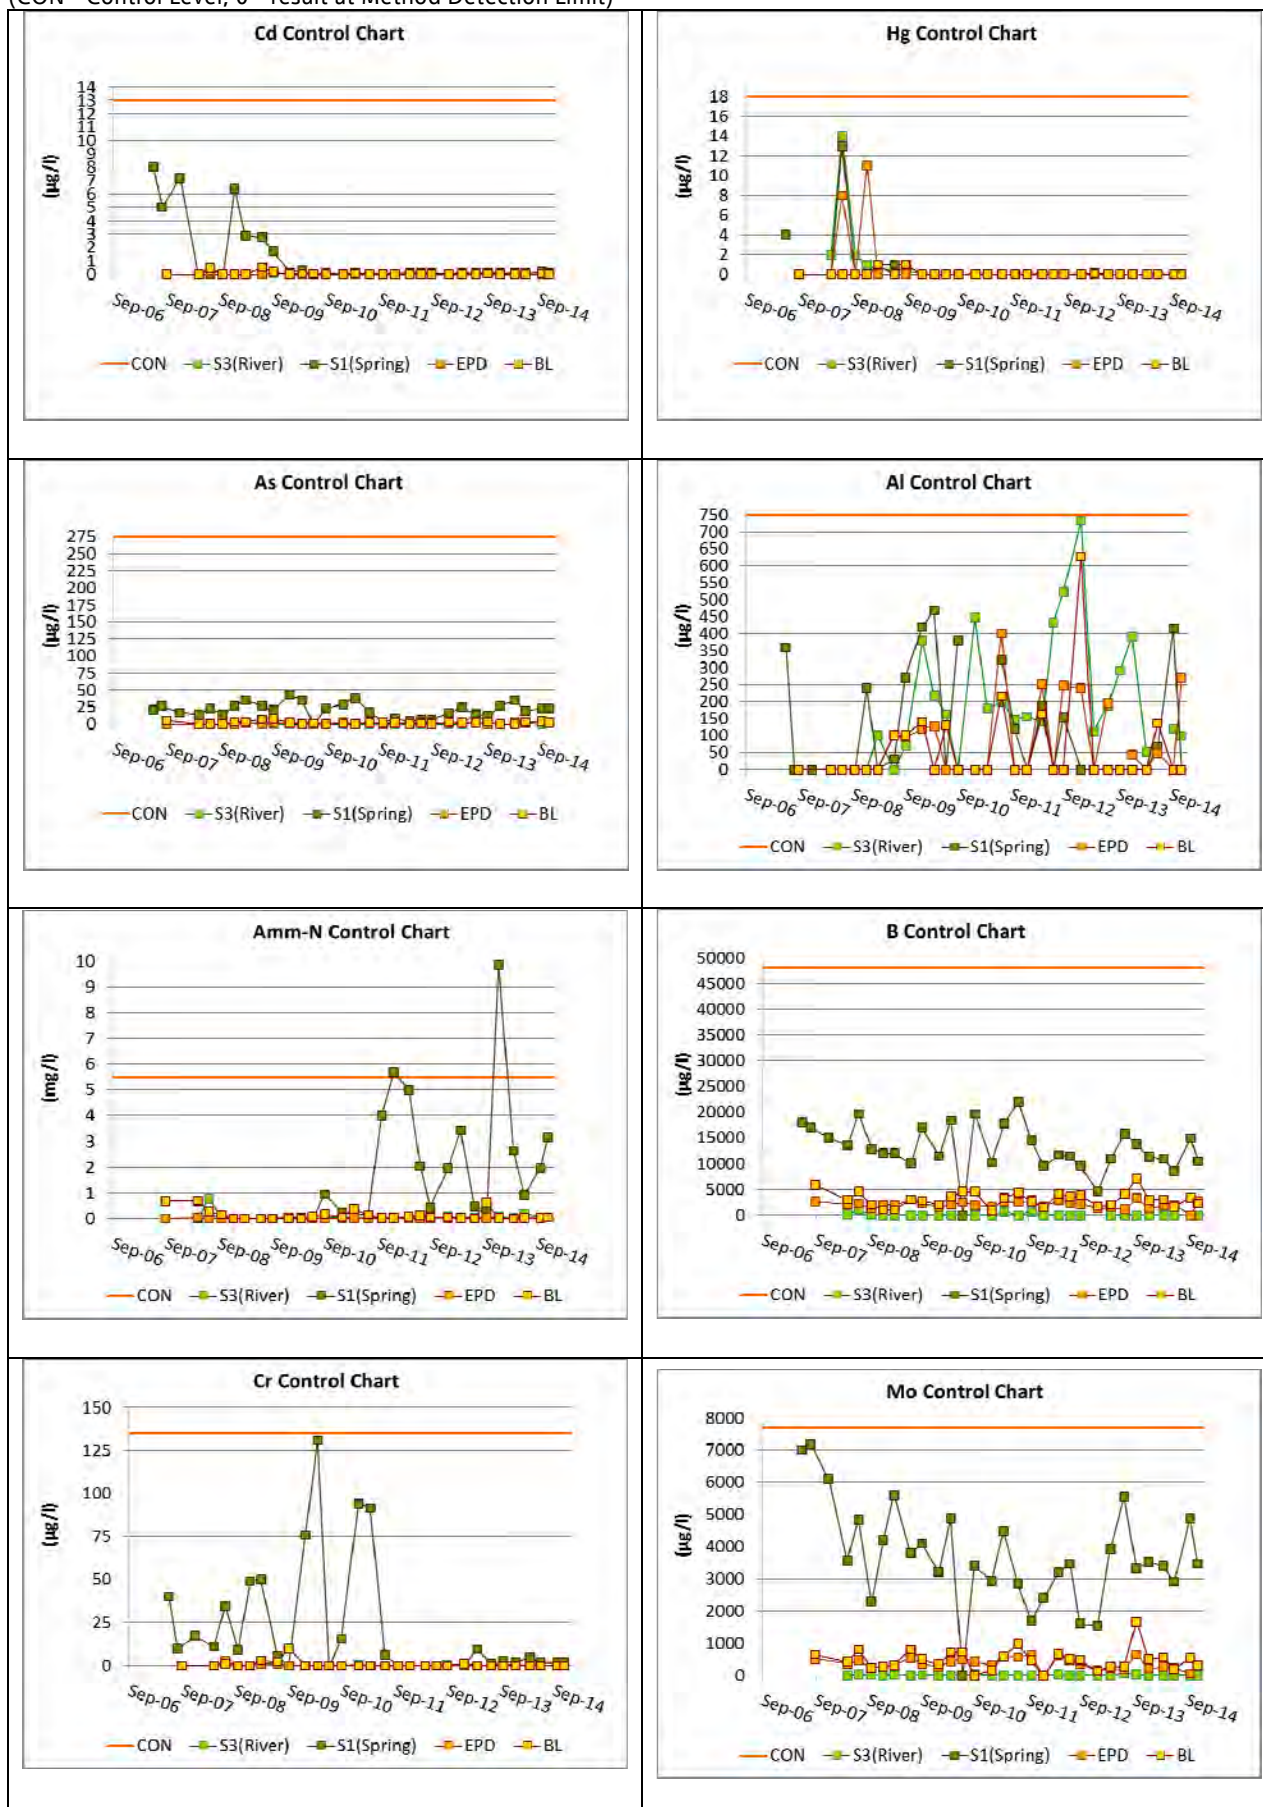 (CON - Control Level; 0 - result at Method Detection Limit)
Cd Control Chart
(µg/l)
14
13
12
11
10
9
8
7
6
5
4
3
2
1
0
Sep-06 Sep-07 Sep-08 Sep-09 Sep-10 Sep-11 Sep-12 Sep-13 Sep-14
CON S3(River) S1(Spring) EPD BL
Hg Control Chart
(µg/l)
18
16
14
12
10
8
6
4
2
0
Sep-06 Sep-07 Sep-08 Sep-09 Sep-10 Sep-11 Sep-12 Sep-13 Sep-14
CON S3(River) S1(Spring) EPD BL
As Control Chart
(µg/l)
275
250
225
200
175
150
125
100
75
50
25
0
Sep-06 Sep-07 Sep-08 Sep-09 Sep-10 Sep-11 Sep-12 Sep-13 Sep-14
CON S3(River) S1(Spring) EPD BL
Al Control Chart
(µg/l)
750
700
650
600
550
500
450
400
350
300
250
200
150
100
50
0
Sep-06 Sep-07 Sep-08 Sep-09 Sep-10 Sep-11 Sep-12 Sep-13 Sep-14
CON S3(River) S1(Spring) EPD BL
Amm-N Control Chart
(mg/l)
10
9
8
7
6
5
4
3
2
1
0
Sep-06 Sep-07 Sep-08 Sep-09 Sep-10 Sep-11 Sep-12 Sep-13 Sep-14
CON S3(River) S1(Spring) EPD BL
B Control Chart
(µg/l)
50000
45000
40000
35000
30000
25000
20000
15000
10000
5000
0
Sep-06 Sep-07 Sep-08 Sep-09 Sep-10 Sep-11 Sep-12 Sep-13 Sep-14
CON S3(River) S1(Spring) EPD BL
Cr Control Chart
(µg/l)
150
125
100
75
50
25
0
Sep-06 Sep-07 Sep-08 Sep-09 Sep-10 Sep-11 Sep-12 Sep-13 Sep-14
CON S3(River) S1(Spring) EPD BL
Mo Control Chart
(µg/l)
8000
7000
6000
5000
4000
3000
2000
1000
0
Sep-06 Sep-07 Sep-08 Sep-09 Sep-10 Sep-11 Sep-12 Sep-13 Sep-14
CON S3(River) S1(Spring) EPD BL